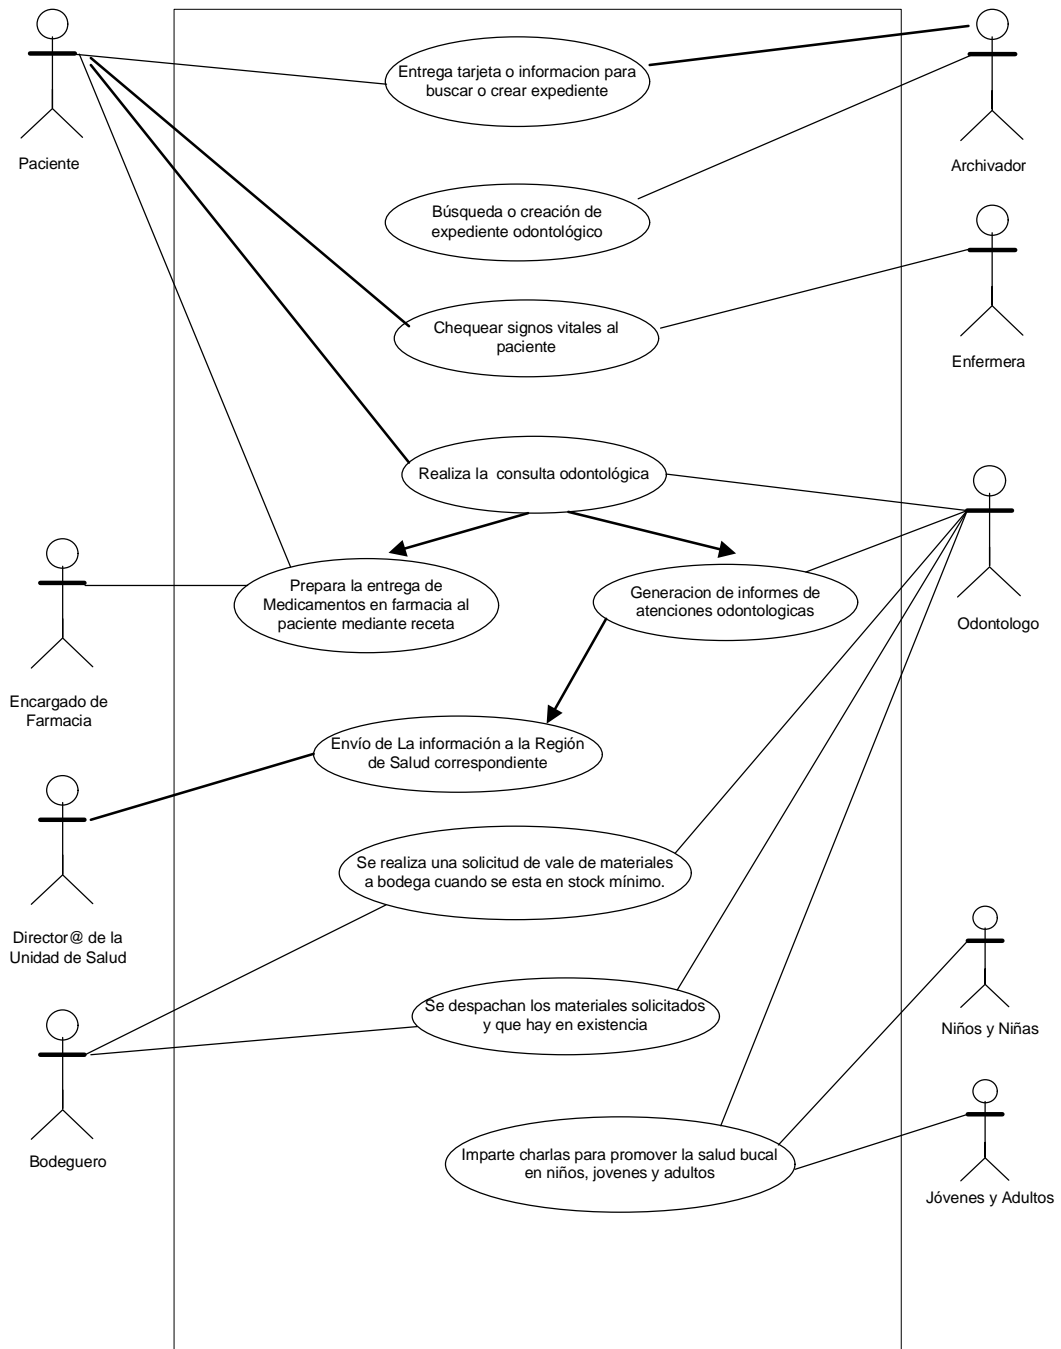 Entrega tarjeta o informacion para
buscar o crear expediente
Paciente
Archivador
Búsqueda o creación de
expediente odontológico
Chequear signos vitales al
paciente
Enfermera
Realiza la  consulta odontológica
Prepara la entrega de
Medicamentos en farmacia al
paciente mediante receta
Generacion de informes de
atenciones odontologicas
Odontologo
Encargado de
Farmacia
Envío de La información a la Región
de Salud correspondiente
Se realiza una solicitud de vale de materiales
a bodega cuando se esta en stock mínimo.
Director@ de la
Unidad de Salud
Se despachan los materiales solicitados
y que hay en existencia
Niños y Niñas
Bodeguero
Imparte charlas para promover la salud bucal
en niños, jovenes y adultos
Jóvenes y Adultos